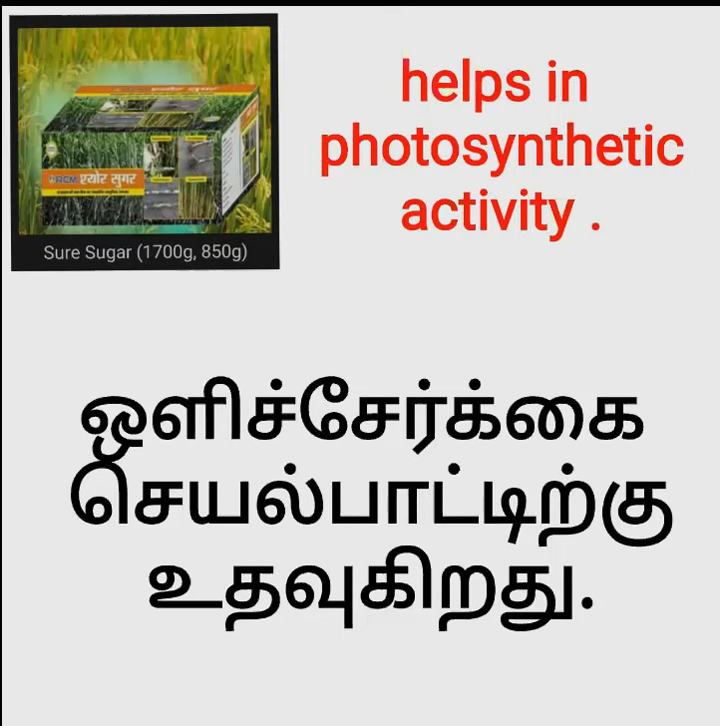 RCM श्योर सुगर
Sure Sugar (1700g, 850g)
helps in
photosynthetic
activity .
ஒளிச்சேர்க்கை
செயல்பாட்டிற்கு
உதவுகிறது.